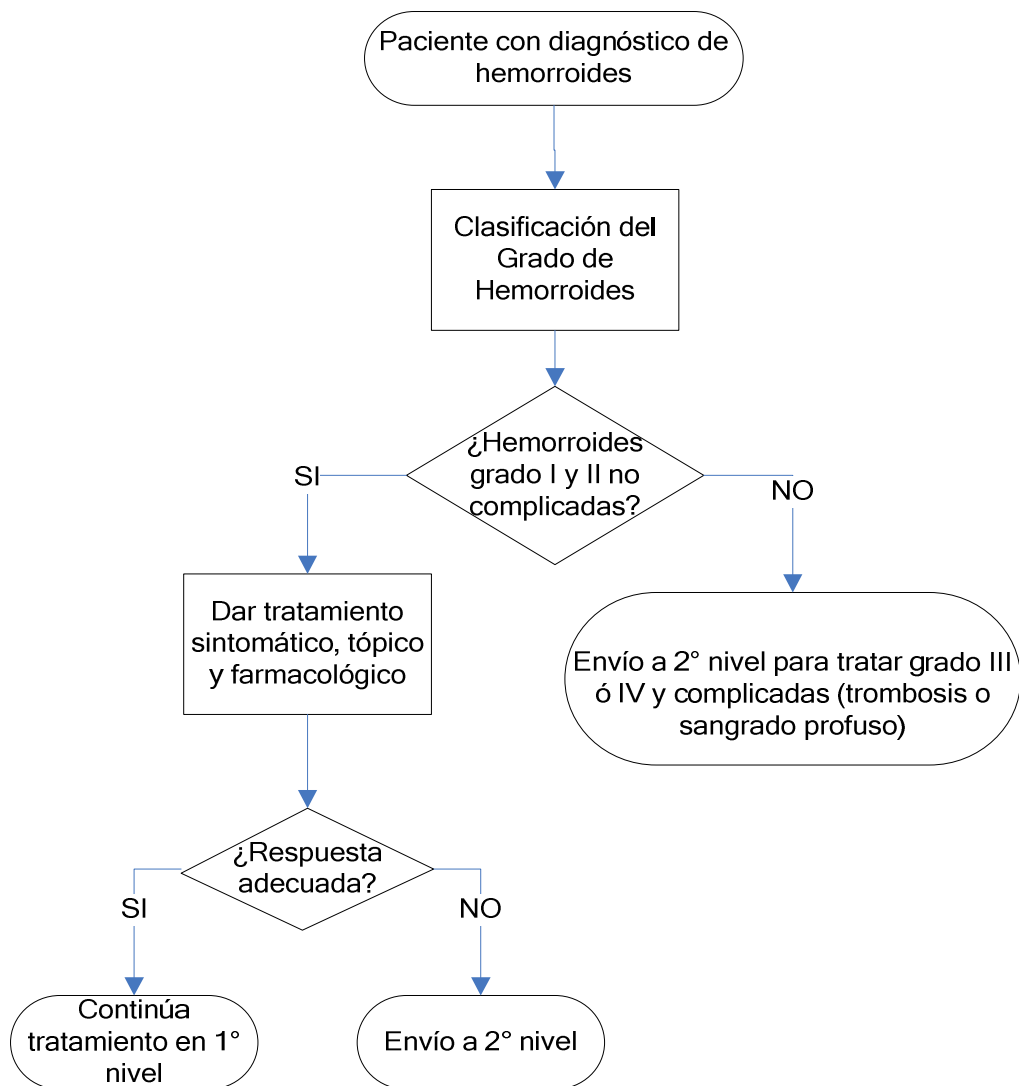 Paciente con diagnóstico de
hemorroides
Clasificación del
Grado de
Hemorroides
¿Hemorroides
grado I y II no
complicadas?
SI
NO
Dar tratamiento
sintomático, tópico
y farmacológico
Envío a 2° nivel para tratar grado III
ó IV y complicadas (trombosis o
sangrado profuso)
¿Respuesta
adecuada?
SI
NO
Continúa
tratamiento en 1°
nivel
Envío a 2° nivel